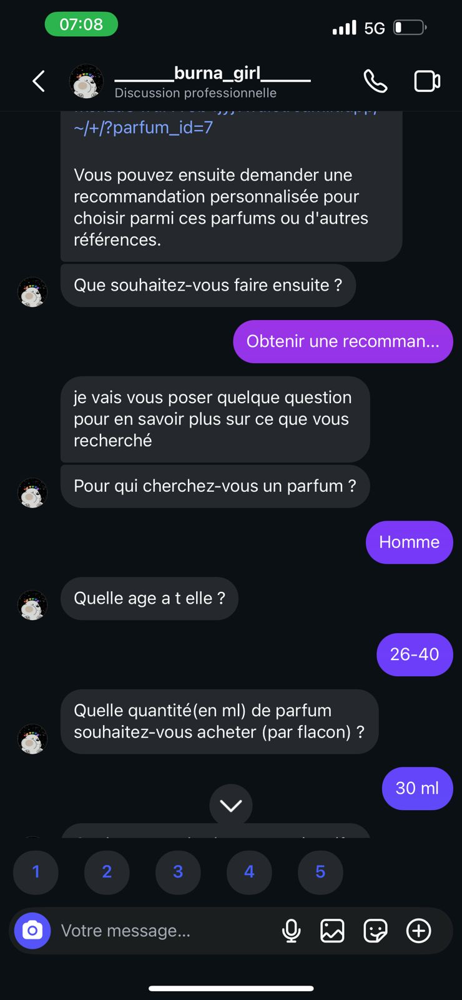 07:08
5G
______burna_girl_____
Discussion professionnelle
~/+/?parfum_id=7
Vous pouvez ensuite demander une
recommandation personnalisée pour
choisir parmi ces parfums ou d'autres
références.
Que souhaitez-vous faire ensuite ?
Obtenir une recomman...
je vais vous poser quelque question
pour en savoir plus sur ce que vous
recherché
Pour qui cherchez-vous un parfum ?
Homme
Quelle age a t elle ?
26-40
Quelle quantité(en ml) de parfum
souhaitez-vous acheter (par flacon) ?
30 ml
1 2 3 4 5
Votre message...